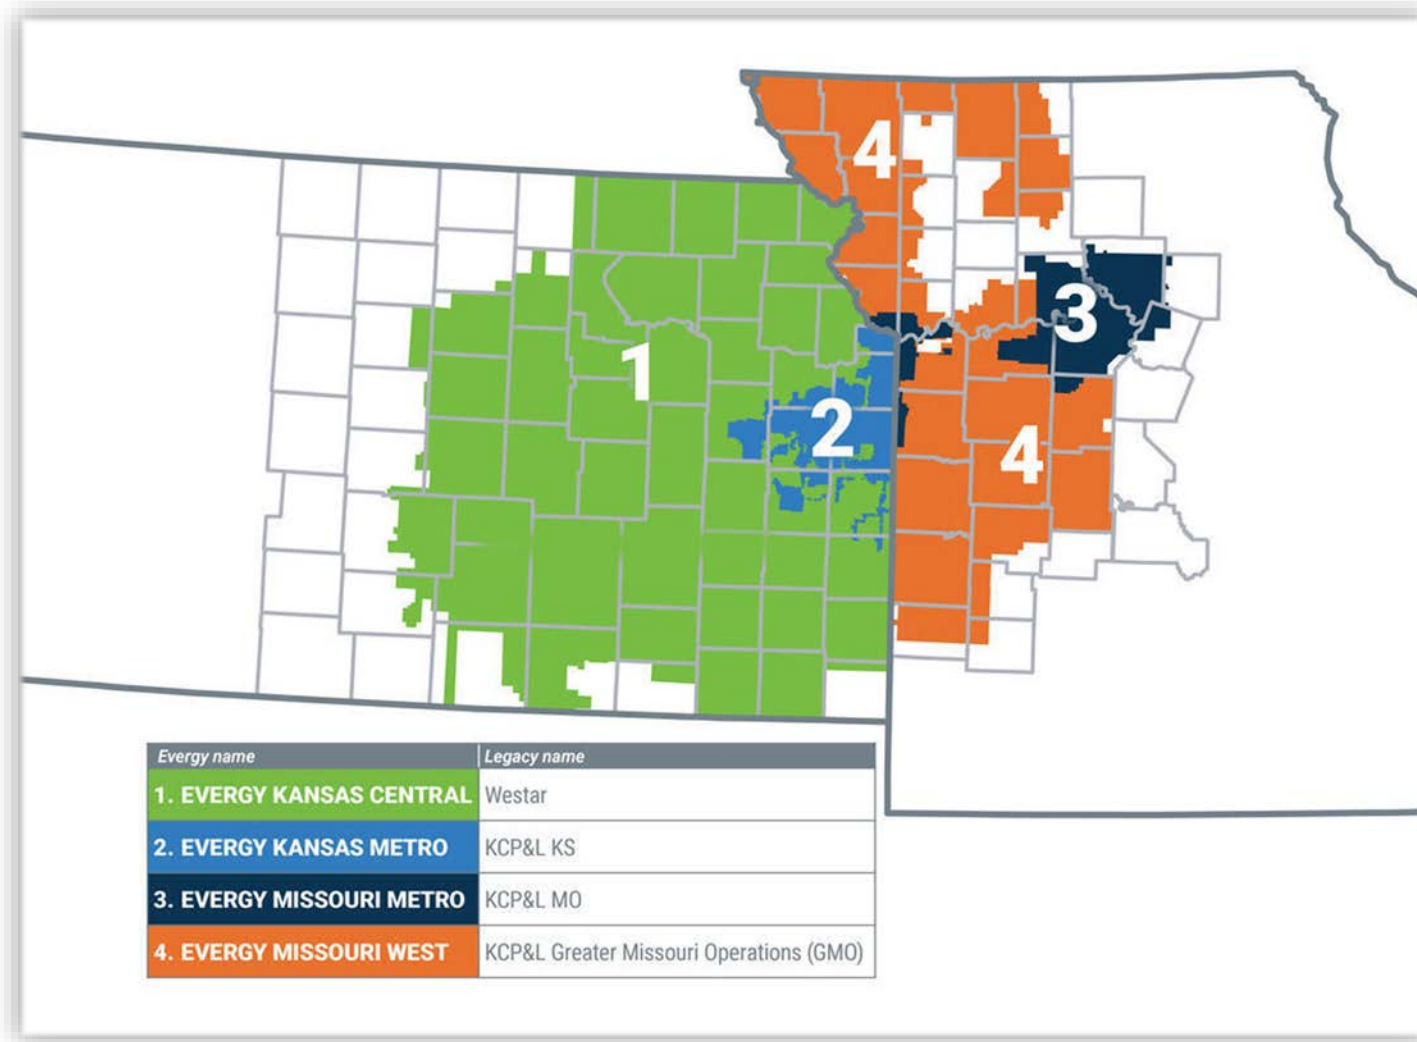 4
3
1
2
4
Evergy name Legacy name
1. EVERGY KANSAS CENTRAL Westar
2. EVERGY KANSAS METRO KCP&L KS
3. EVERGY MISSOURI METRO KCP&L MO
4. EVERGY MISSOURI WEST KCP&L Greater Missouri Operations (GMO)